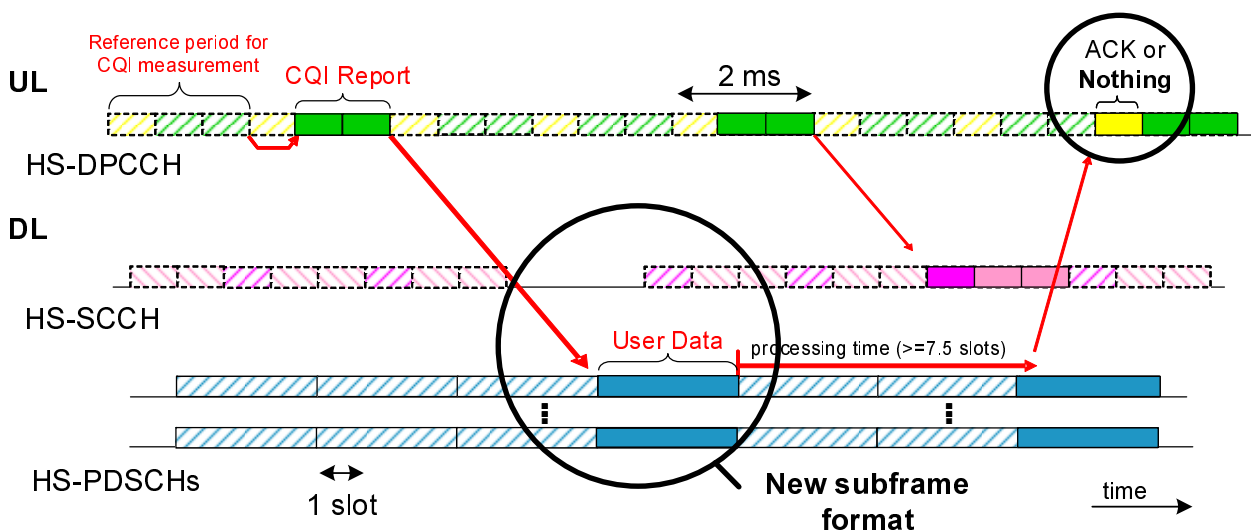 Reference period for
CQI measurement
CQI Report
2 ms
ACK or
Nothing
UL
HS-DPCCH
DL
HS-SCCH
User Data
processing time (>=7.5 slots)
HS-PDSCHs
1 slot
New subframe
format
time